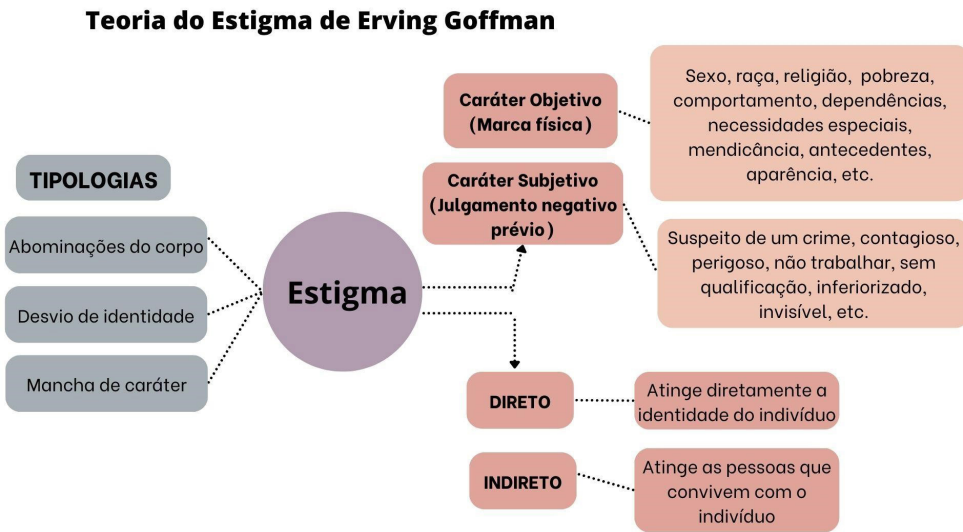 Teoria do Estigma de Erving Goffman
TIPOLOGIAS
Abominações do corpo
Desvio de identidade
Mancha de caráter
Estigma
Caráter Objetivo
(Marca física)
Sexo, raça, religião, pobreza,
comportamento, dependências,
necessidades especiais,
mendicância, antecedentes,
aparência, etc.
Caráter Subjetivo
(Julgamento negativo
prévio)
Suspeito de um crime, contagioso,
perigoso, não trabalhar, sem
qualificação, inferiorizado,
invisível, etc.
DIRETO
Atinge diretamente a
identidade do indivíduo
INDIRETO
Atinge as pessoas que
convivem com o
indivíduo